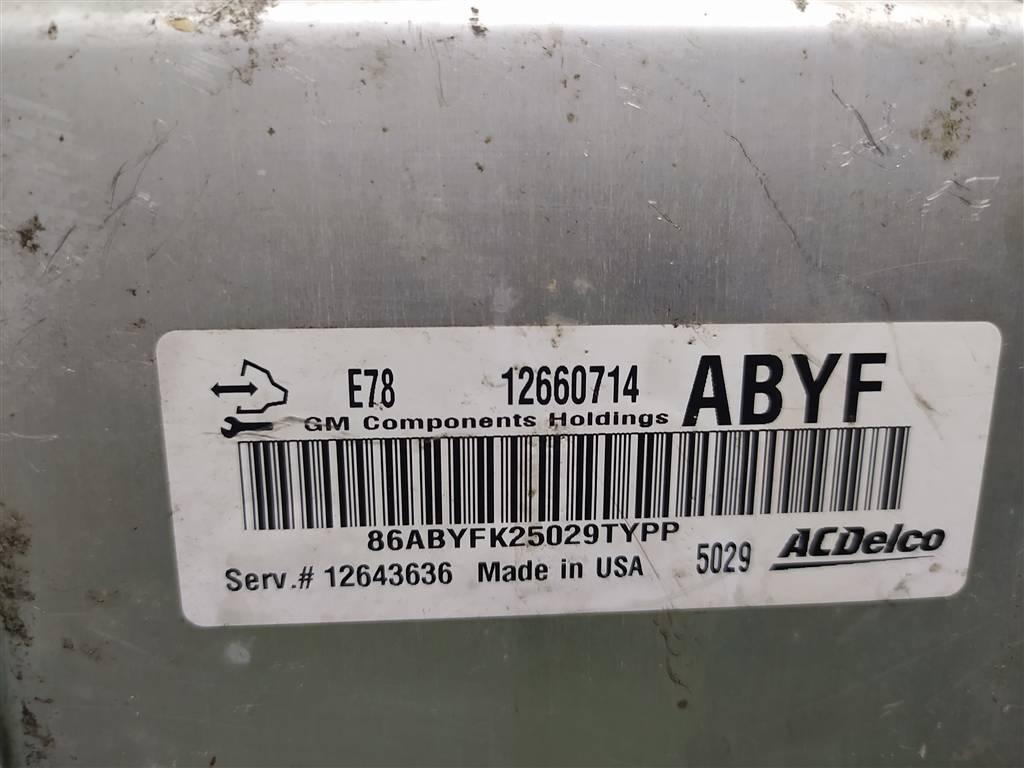 E78 12660714 ABYF
GM Components Holdings
86ABYFK25029TYPP
Serv.# 12643636 Made in USA 5029 ACDelco